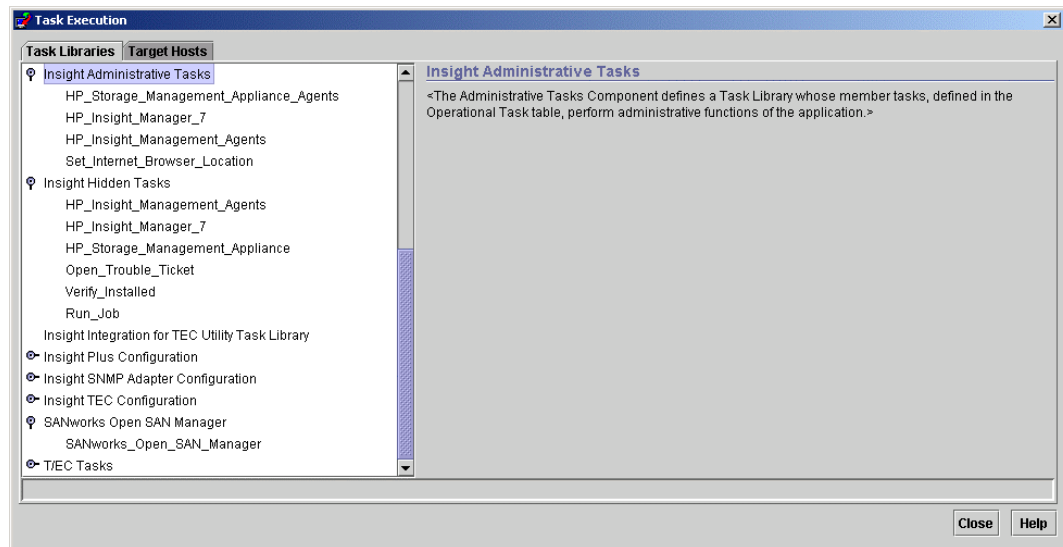 Task Execution
Task Libraries Target Hosts
Insight Administrative Tasks
HP_Storage_Management_Appliance_Agents
HP_Insight_Manager_7
HP_Insight_Management_Agents
Set_Internet_Browser_Location
Insight Hidden Tasks
HP_Insight_Management_Agents
HP_Insight_Manager_7
HP_Storage_Management_Appliance
Open_Trouble_Ticket
Verify_Installed
Run_Job
Insight Integration for TEC Utility Task Library
Insight Plus Configuration
Insight SNMP Adapter Configuration
Insight TEC Configuration
SANworks Open SAN Manager
SANworks_Open_SAN_Manager
T/EC Tasks
Insight Administrative Tasks
<The Administrative Tasks Component defines a Task Library whose member tasks, defined in the
Operational Task table, perform administrative functions of the application.>
Close Help